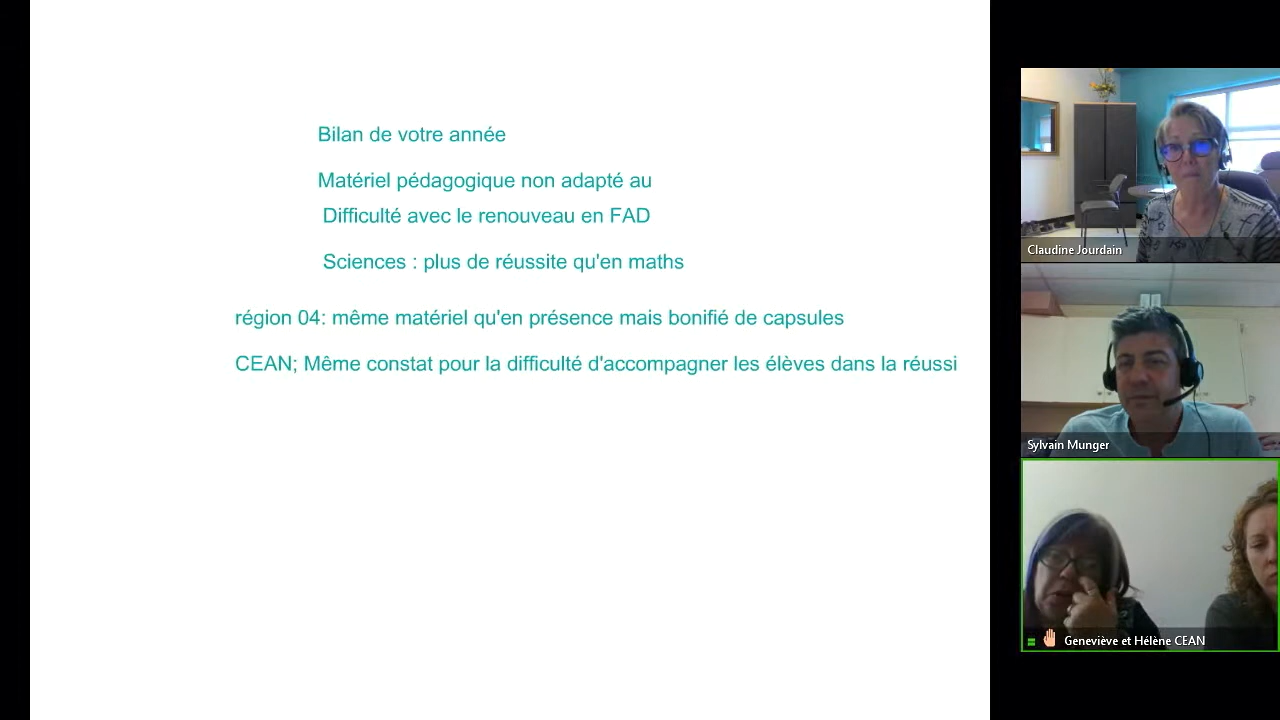 Bilan de votre année
Matériel pédagogique non adapté au
Difficulté avec le renouveau en FAD
Sciences : plus de réussite qu'en maths
région 04: même matériel qu'en présence mais bonifié de capsules
CEAN; Même constat pour la difficulté d'accompagner les élèves dans la réussi
Claudine Jourdain
Sylvain Munger
Geneviève et Hélène CEAN